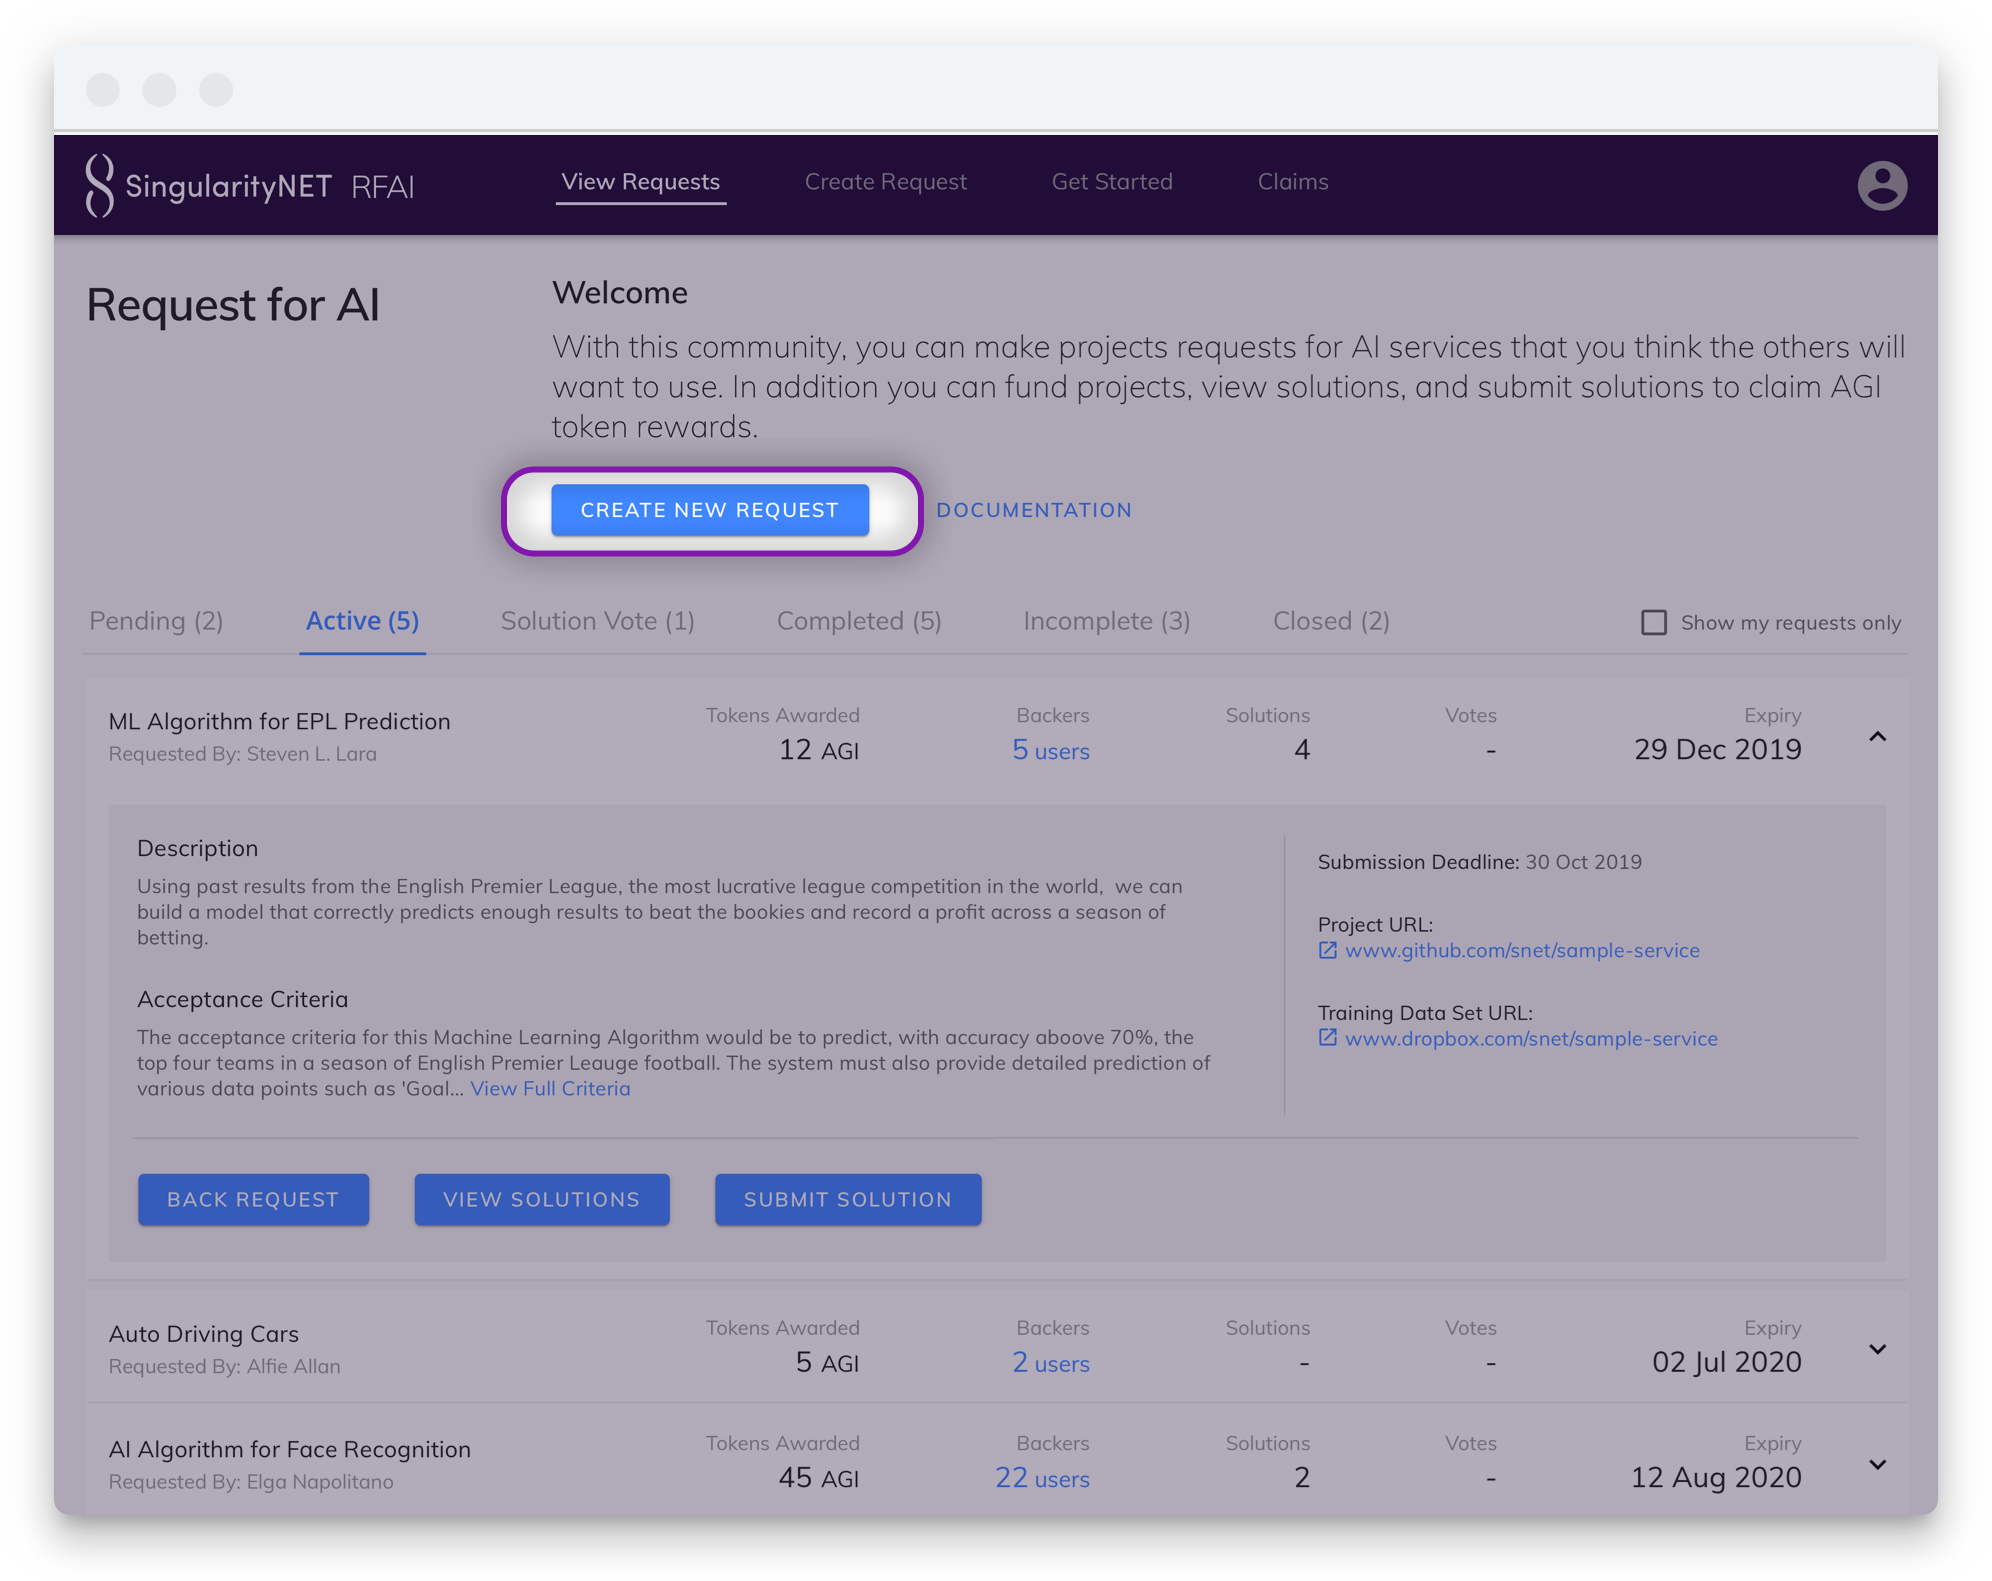 SingularityNET RFAI
View Requests
Create Request
Get Started
Claims
Request for AI
Welcome
With this community, you can make projects requests for AI services that you think the others will
want to use. In addition you can fund projects, view solutions, and submit solutions to claim AGI
token rewards.
CREATE NEW REQUEST
DOCUMENTATION
Pending (2)
Active (5)
Solution Vote (1)
Completed (5)
Incomplete (3)
Closed (2)
Show my requests only
ML Algorithm for EPL Prediction
Requested By: Steven L. Lara
Tokens Awarded
12 AGI
Backers
5 users
Solutions
4
Votes
-
Expiry
29 Dec 2019
Description
Using past results from the English Premier League, the most lucrative league competition in the world,  we can
build a model that correctly predicts enough results to beat the bookies and record a profit across a season of
betting.
Acceptance Criteria
The acceptance criteria for this Machine Learning Algorithm would be to predict, with accuracy aboove 70%, the
top four teams in a season of English Premier Leauge football. The system must also provide detailed prediction of
various data points such as 'Goal... View Full Criteria
Submission Deadline: 30 Oct 2019
Project URL:
www.github.com/snet/sample-service
Training Data Set URL:
www.dropbox.com/snet/sample-service
BACK REQUEST
VIEW SOLUTIONS
SUBMIT SOLUTION
Auto Driving Cars
Requested By: Alfie Allan
Tokens Awarded
5 AGI
Backers
2 users
Solutions
-
Votes
-
Expiry
02 Jul 2020
AI Algorithm for Face Recognition
Requested By: Elga Napolitano
Tokens Awarded
45 AGI
Backers
22 users
Solutions
2
Votes
-
Expiry
12 Aug 2020